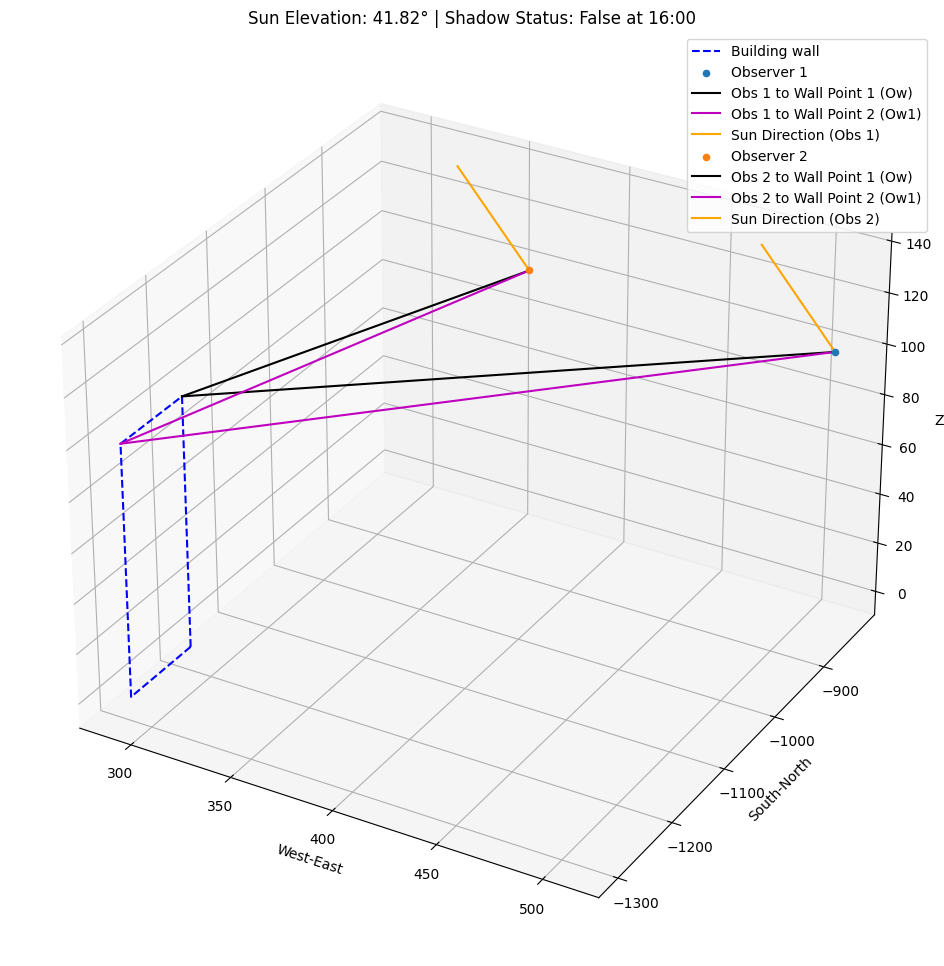 Sun Elevation: 41.82° | Shadow Status: False at 16:00
Building wall
Observer 1
Obs 1 to Wall Point 1 (Ow)
Obs 1 to Wall Point 2 (Ow1)
Sun Direction (Obs 1)
Observer 2
Obs 2 to Wall Point 1 (Ow)
Obs 2 to Wall Point 2 (Ow1)
Sun Direction (Obs 2)
140
120
100
80
60
40
20
0
Z
−900
−1000
−1100
−1200
−1300
South-North
300
350
400
450
500
West-East